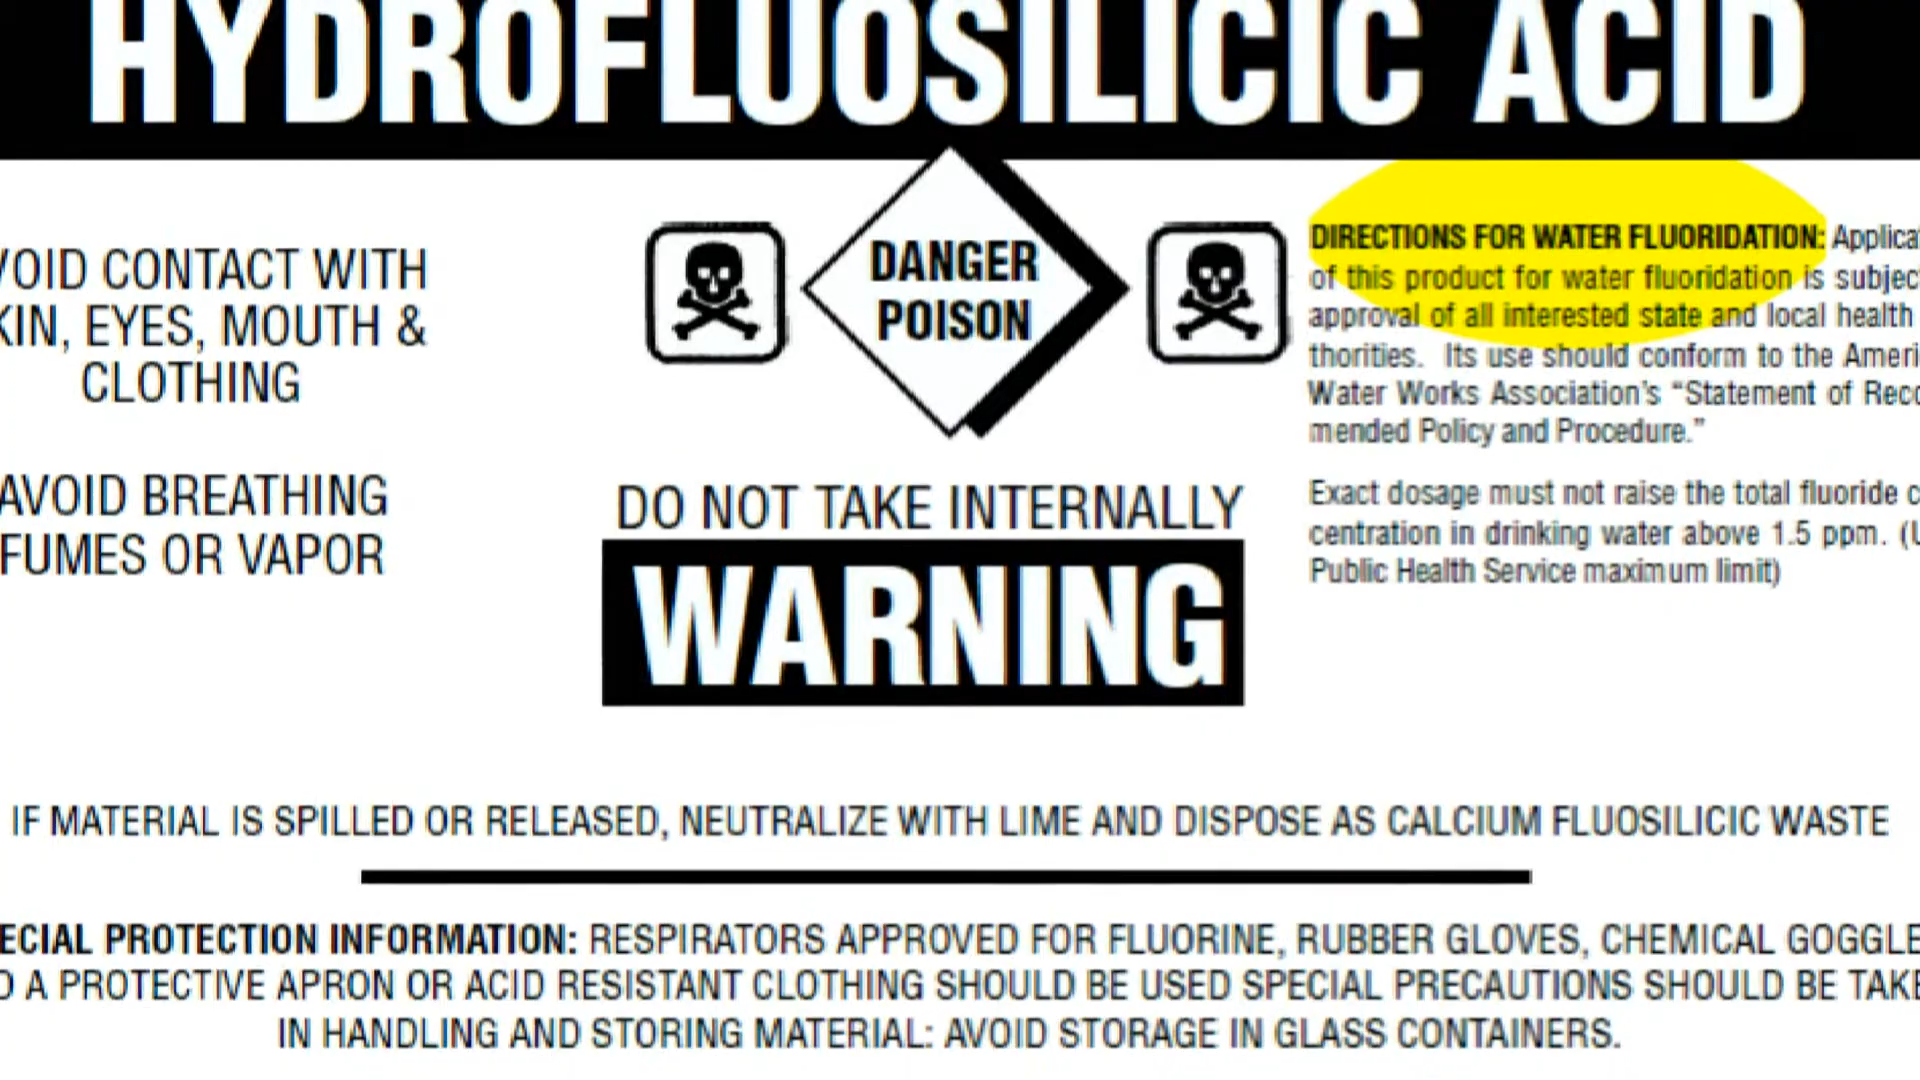 HYDROFLUOSILICIC ACID
VOID CONTACT WITH
KIN, EYES, MOUTH &
CLOTHING
AVOID BREATHING
FUMES OR VAPOR
DANGER
POISON
DO NOT TAKE INTERNALLY
WARNING
DIRECTIONS FOR WATER FLUORIDATION: Applica
of this product for water fluoridation is subjec
approval of all interested state and local health
thorities. Its use should conform to the Ameri
Water Works Association's "Statement of Reco
mended Policy and Procedure."
Exact dosage must not raise the total fluoride c
centration in drinking water above 1.5 ppm. (U
Public Health Service maximum limit)
IF MATERIAL IS SPILLED OR RELEASED, NEUTRALIZE WITH LIME AND DISPOSE AS CALCIUM FLUOSILICIC WASTE
ECIAL PROTECTION INFORMATION: RESPIRATORS APPROVED FOR FLUORINE, RUBBER GLOVES, CHEMICAL GOGGLE
D A PROTECTIVE APRON OR ACID RESISTANT CLOTHING SHOULD BE USED SPECIAL PRECAUTIONS SHOULD BE TAKE
IN HANDLING AND STORING MATERIAL: AVOID STORAGE IN GLASS CONTAINERS.